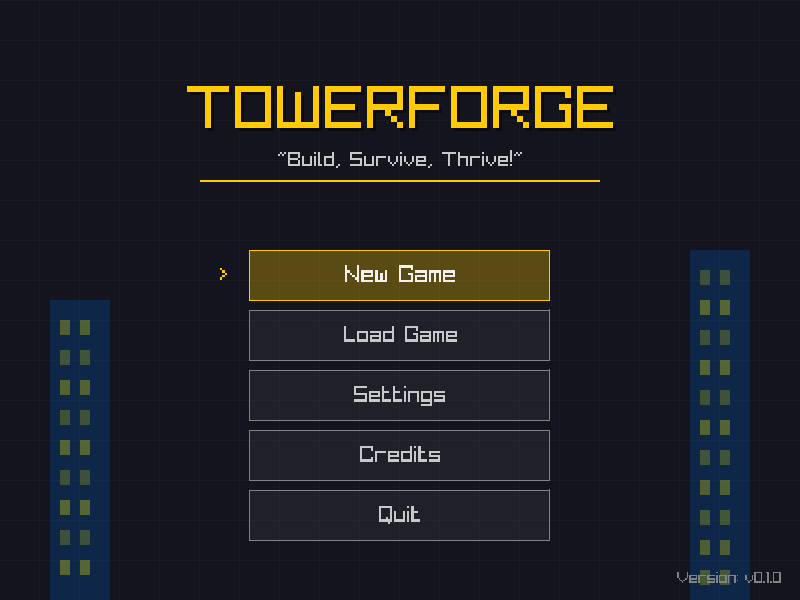 TOWERFORGE
"Build, Survive, Thrive!"
> New Game
Load Game
Settings
Credits
Quit
Version: v0.1.0